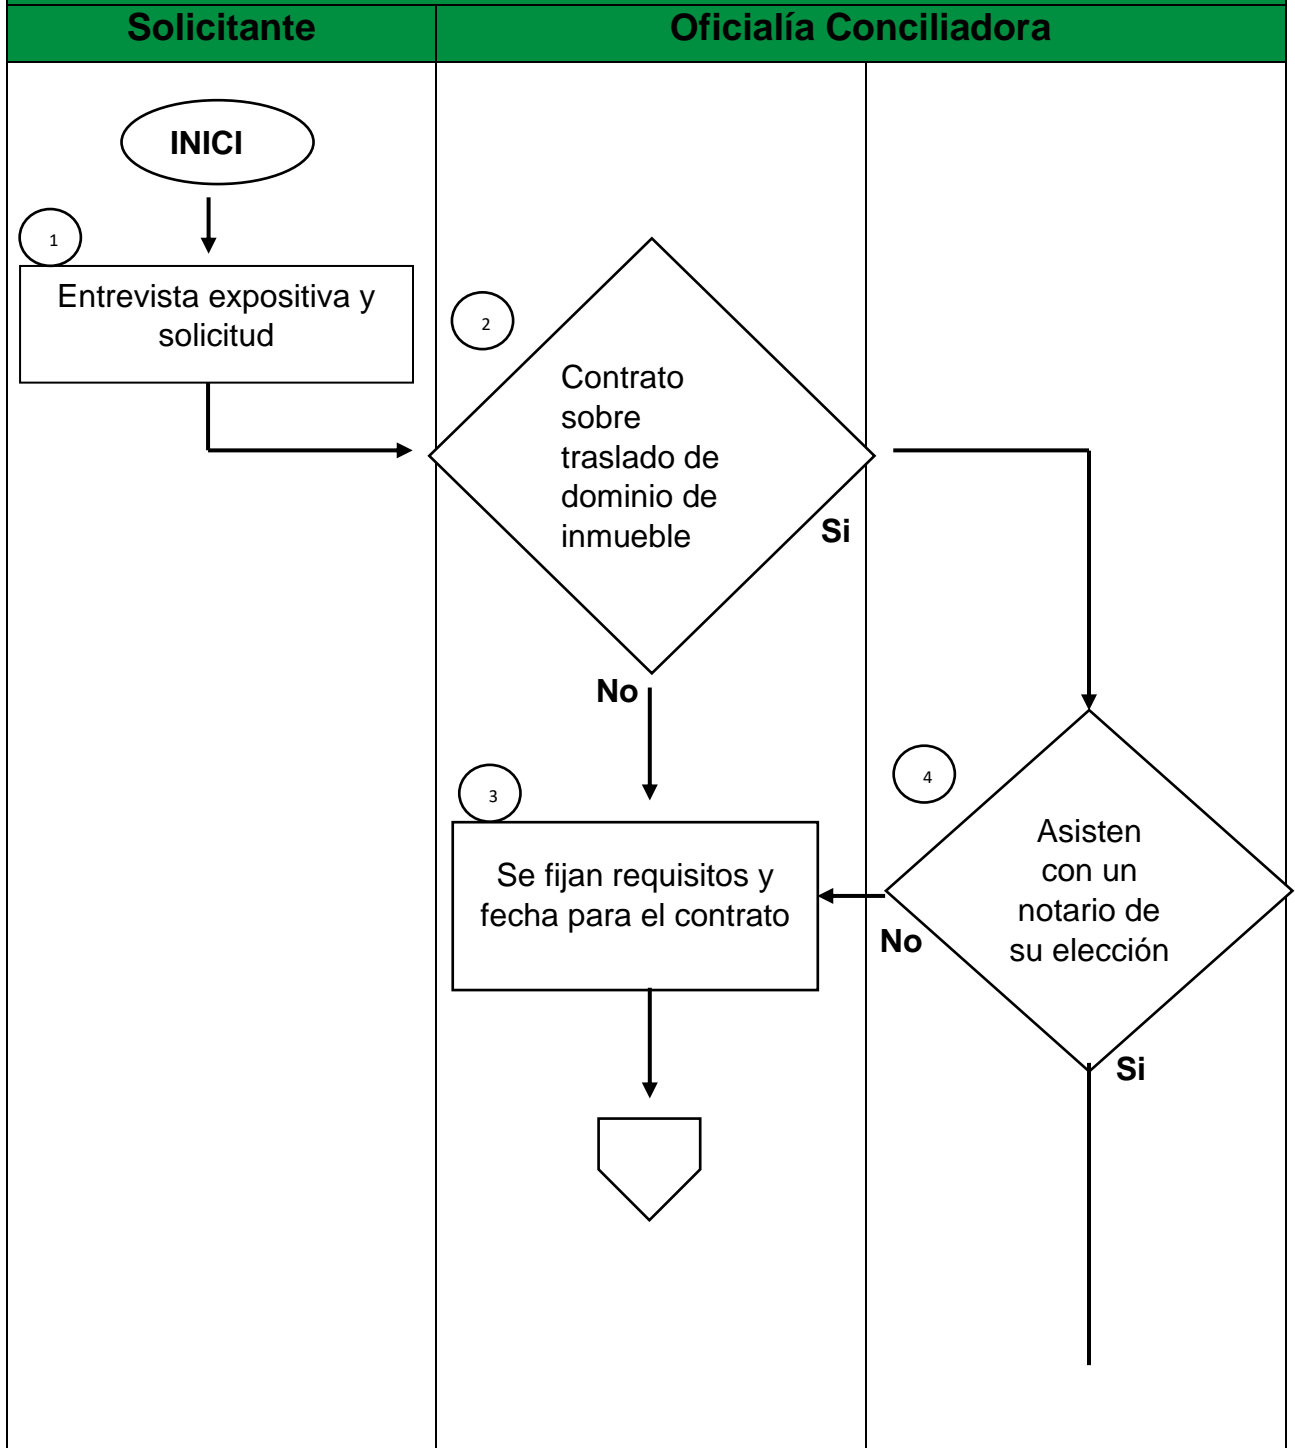 Solicitante
Oficialía Conciliadora
INICI
1
Entrevista expositiva y
solicitud
2
Contrato
sobre
traslado de
dominio de
inmueble
Si
No
3
Se fijan requisitos y
fecha para el contrato
4
Asisten
con un
notario de
su elección
No
Si